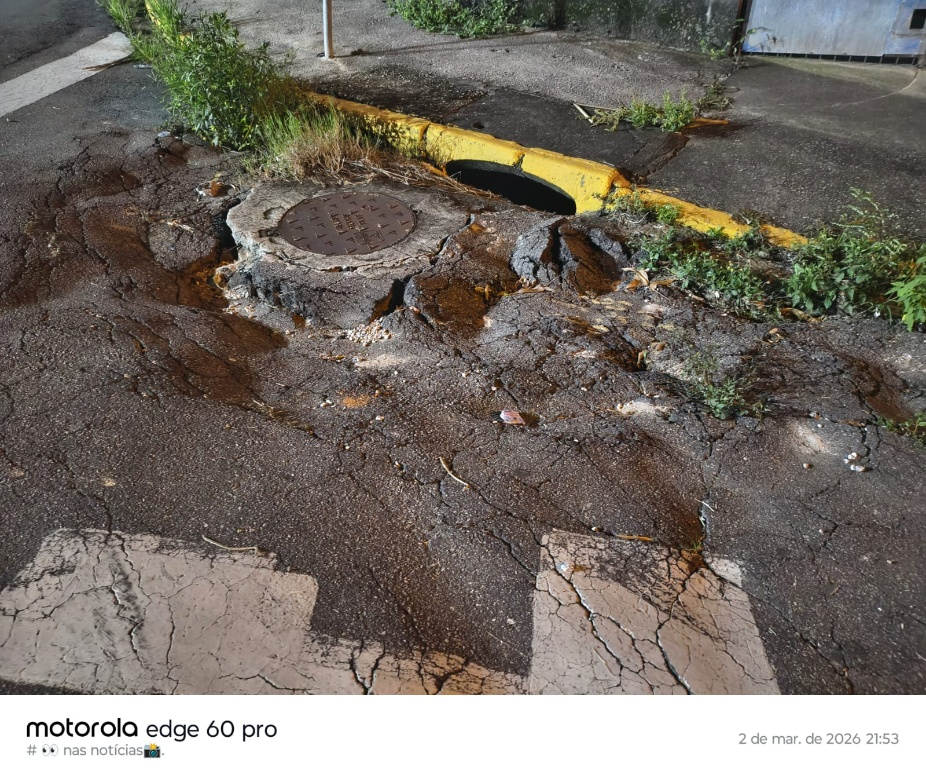 motorola edge 60 pro
# 👀 nas notícias📸.
2 de mar. de 2026 21:53